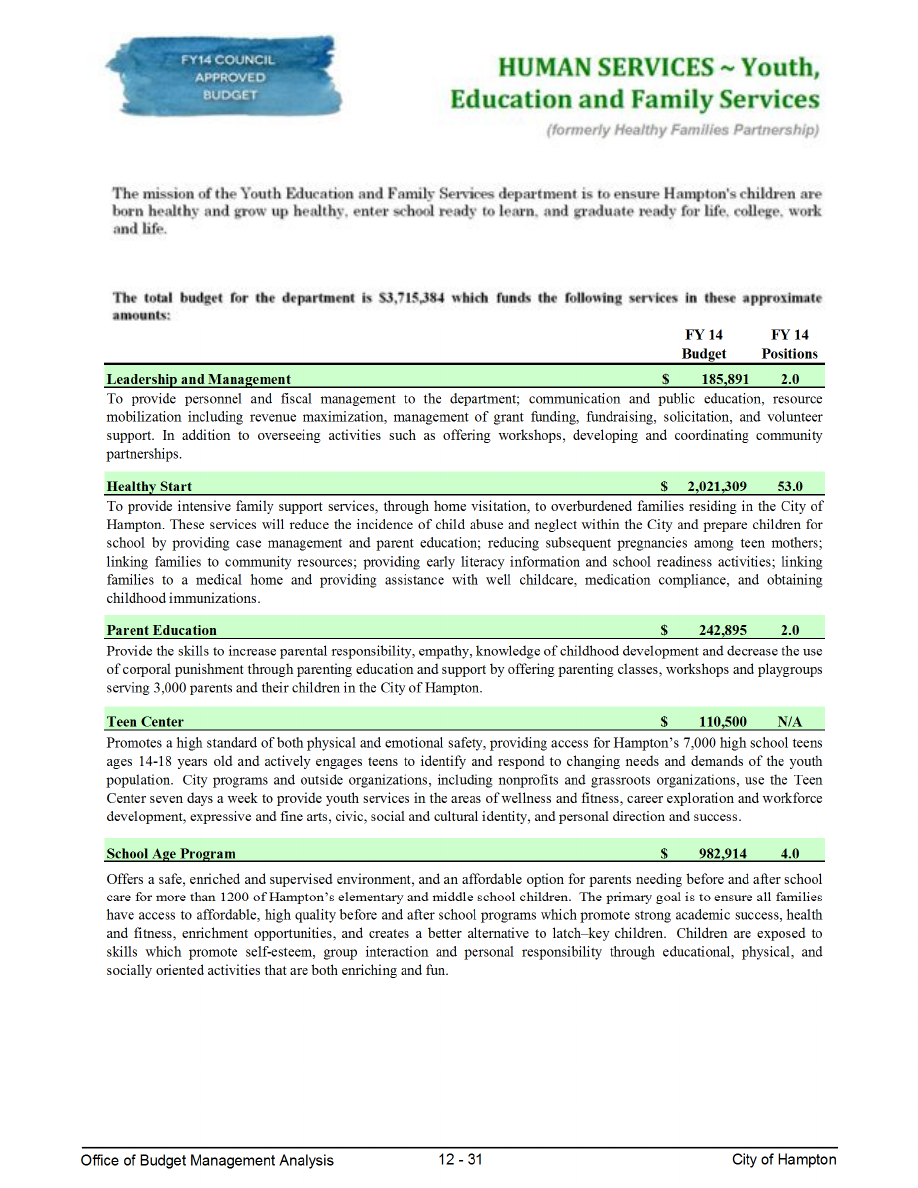 FY14 COUNCIL
APPROVED
BUDGET
HUMAN SERVICES ~ Youth,
Education and Family Services
(formerly Healthy Families Partnership)
The mission of the Youth Education and Family Services department is to ensure Hampton's children are
born healthy and grow up healthy, enter school ready to learn, and graduate ready for life, college, work
and life.
The total budget for the department is $3,715,384 which funds the following services in these approximate
amounts:
FY 14 FY 14
Budget Positions
Leadership and Management $ 185,891 2.0
To provide personnel and fiscal management to the department; communication and public education, resource
mobilization including revenue maximization, management of grant funding, fundraising, solicitation, and volunteer
support. In addition to overseeing activities such as offering workshops, developing and coordinating community
partnerships.
Healthy Start $ 2,021,309 53.0
To provide intensive family support services, through home visitation, to overburdened families residing in the City of
Hampton. These services will reduce the incidence of child abuse and neglect within the City and prepare children for
school by providing case management and parent education; reducing subsequent pregnancies among teen mothers;
linking families to community resources; providing early literacy information and school readiness activities; linking
families to a medical home and providing assistance with well childcare, medication compliance, and obtaining
childhood immunizations.
Parent Education $ 242,895 2.0
Provide the skills to increase parental responsibility, empathy, knowledge of childhood development and decrease the use
of corporal punishment through parenting education and support by offering parenting classes, workshops and playgroups
serving 3,000 parents and their children in the City of Hampton.
Teen Center $ 110,500 N/A
Promotes a high standard of both physical and emotional safety, providing access for Hampton’s 7,000 high school teens
ages 14-18 years old and actively engages teens to identify and respond to changing needs and demands of the youth
population. City programs and outside organizations, including nonprofits and grassroots organizations, use the Teen
Center seven days a week to provide youth services in the areas of wellness and fitness, career exploration and workforce
development, expressive and fine arts, civic, social and cultural identity, and personal direction and success.
School Age Program $ 982,914 4.0
Offers a safe, enriched and supervised environment, and an affordable option for parents needing before and after school
care for more than 1200 of Hampton’s elementary and middle school children. The primary goal is to ensure all families
have access to affordable, high quality before and after school programs which promote strong academic success, health
and fitness, enrichment opportunities, and creates a better alternative to latch–key children. Children are exposed to
skills which promote self-esteem, group interaction and personal responsibility through educational, physical, and
socially oriented activities that are both enriching and fun.
Office of Budget Management Analysis 12 - 31 City of Hampton